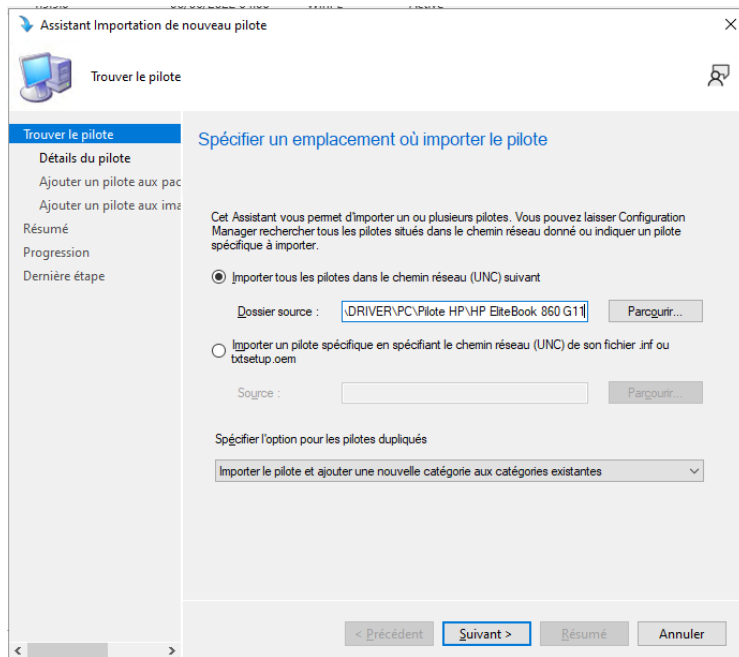 Assistant Importation de nouveau pilote
Trouver le pilote
Trouver le pilote
Détails du pilote
Ajouter un pilote aux pac
Ajouter un pilote aux ima
Résumé
Progression
Dernière étape
Spécifier un emplacement où importer le pilote
Cet Assistant vous permet d'importer un ou plusieurs pilotes. Vous pouvez laisser Configuration
Manager rechercher tous les pilotes situés dans le chemin réseau donné ou indiquer un pilote
spécifique à importer.
Importer tous les pilotes dans le chemin réseau (UNC) suivant
Dossier source : \DRIVER\PC\Pilote HP\HP EliteBook 860 G11 Parcourir...
Importer un pilote spécifique en spécifiant le chemin réseau (UNC) de son fichier .inf ou
txtsetup.oem
Source : Parcourir...
Spécifier l'option pour les pilotes dupliqués
Importer le pilote et ajouter une nouvelle catégorie aux catégories existantes
< Précédent Suivant > Résumé Annuler